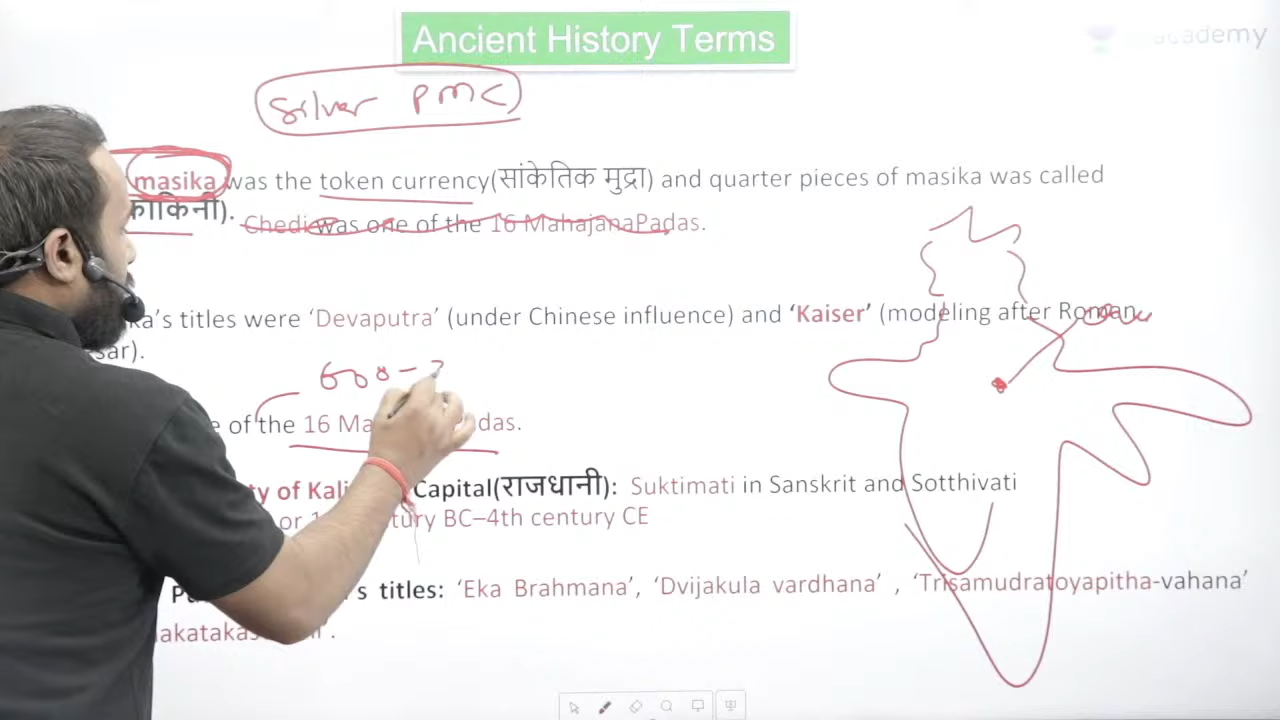 Ancient History Terms
academy
Silver PMC
masika was the token currency(सांकेतिक मुद्रा) and quarter pieces of masika was called
काकिनी). Chedi was one of the 16 MahajanaPadas.
ka's titles were ‘Devaputra’ (under Chinese influence) and ‘Kaiser’ (modeling after Roman
sar).
600-
e of the 16 Ma das.
ty of Kali Capital(राजधानी): Suktimati in Sanskrit and Sotthivati
or 1 tury BC–4th century CE
Pu 's titles: ‘Eka Brahmana’, ‘Dvijakula vardhana’ , ‘Trisamudratoyapitha-vahana’
akatakas